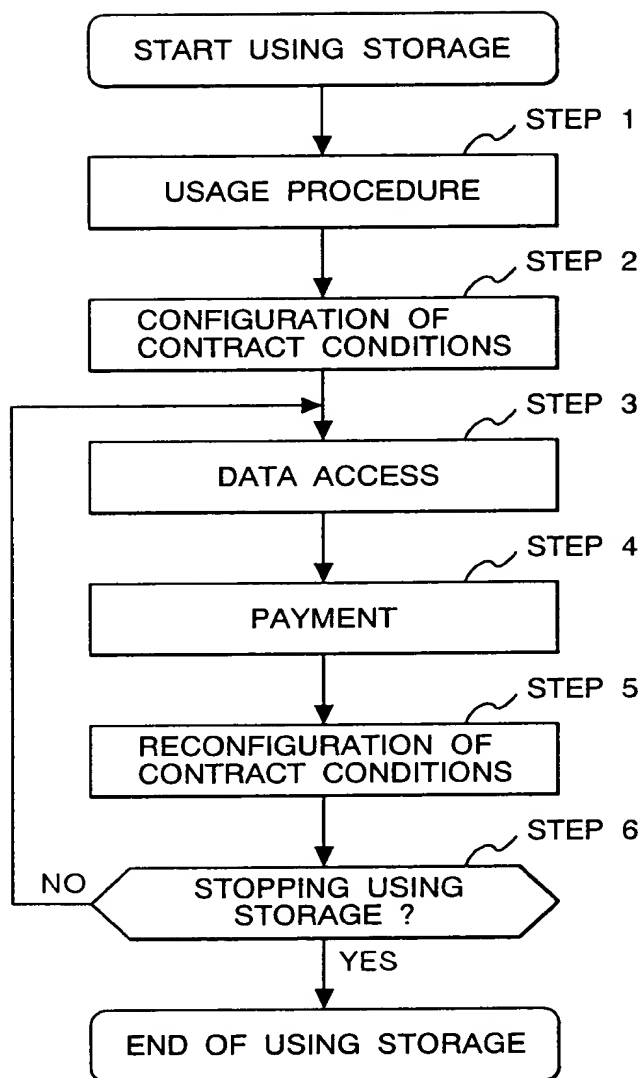 START USING STORAGE
STEP 1
USAGE PROCEDURE
STEP 2
CONFIGURATION OF
CONTRACT CONDITIONS
STEP 3
DATA ACCESS
STEP 4
PAYMENT
STEP 5
RECONFIGURATION OF
CONTRACT CONDITIONS
STEP 6
NO
STOPPING USING
STORAGE ?
YES
END OF USING STORAGE